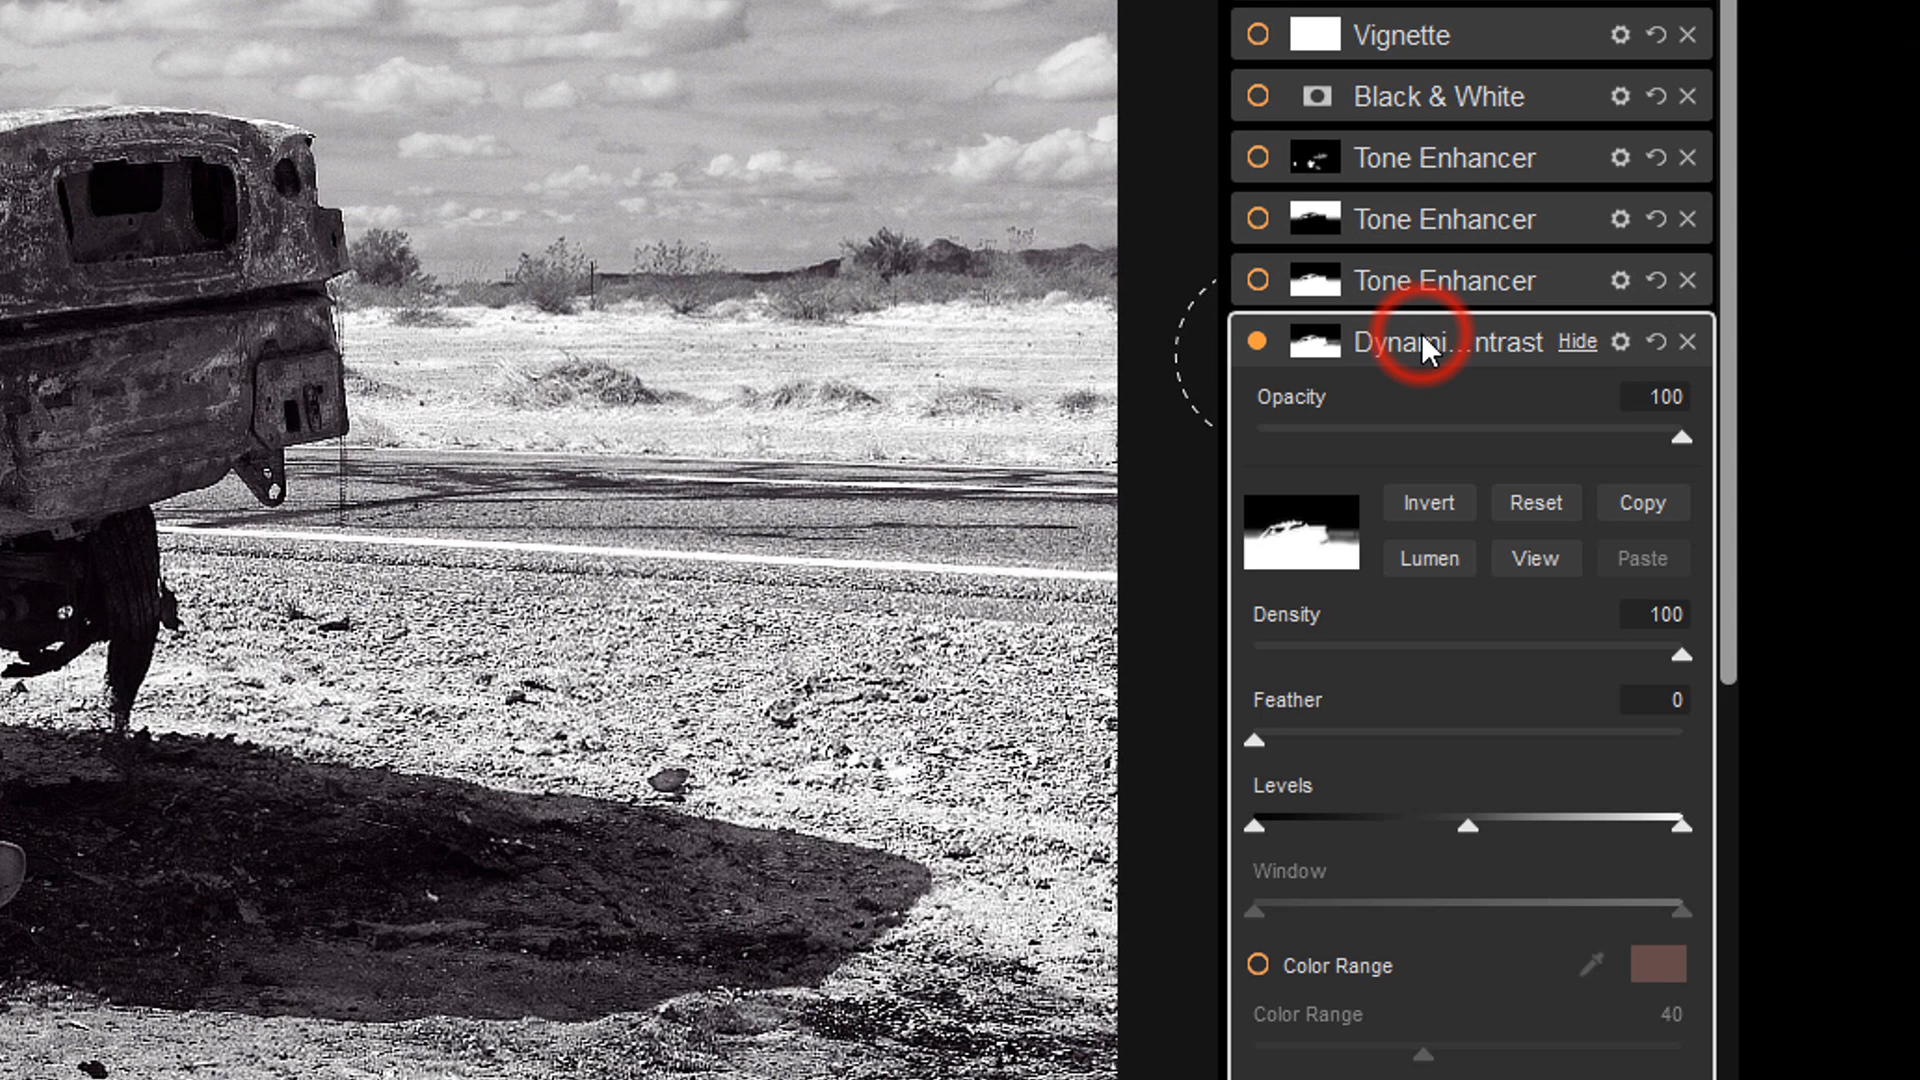 Vignette
Black & White
Tone Enhancer
Tone Enhancer
Tone Enhancer
Dynami...ntrast Hide
Opacity 100
Invert Reset Copy
Lumen View Paste
Density 100
Feather 0
Levels
Window
Color Range
Color Range 40